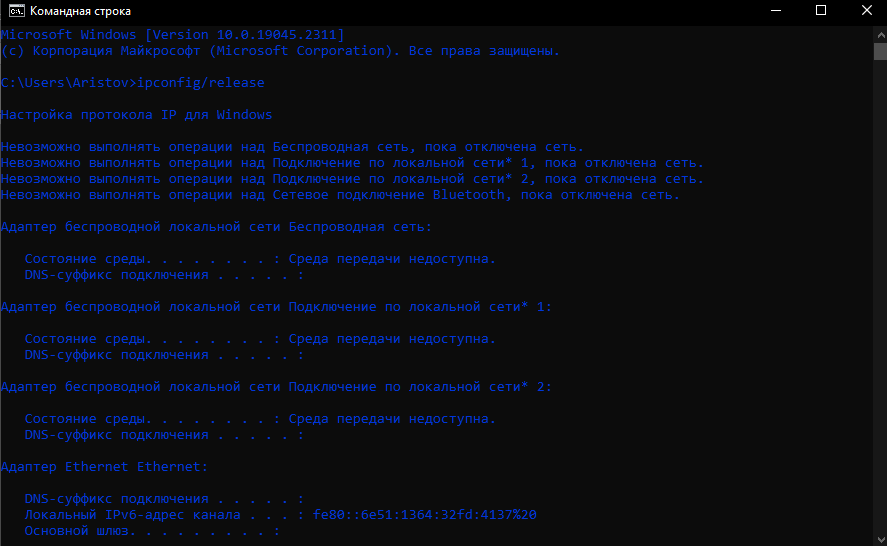 Командная строка
Microsoft Windows [Version 10.0.19045.2311]
(c) Корпорация Майкрософт (Microsoft Corporation). Все права защищены.
C:\Users\Aristov>ipconfig/release
Настройка протокола IP для Windows
Невозможно выполнять операции над Беспроводная сеть, пока отключена сеть.
Невозможно выполнять операции над Подключение по локальной сети* 1, пока отключена сеть.
Невозможно выполнять операции над Подключение по локальной сети* 2, пока отключена сеть.
Невозможно выполнять операции над Сетевое подключение Bluetooth, пока отключена сеть.
Адаптер беспроводной локальной сети Беспроводная сеть:
Состояние среды. . . . . . . . : Среда передачи недоступна.
DNS-суффикс подключения . . . . . :
Адаптер беспроводной локальной сети Подключение по локальной сети* 1:
Состояние среды. . . . . . . . : Среда передачи недоступна.
DNS-суффикс подключения . . . . . :
Адаптер беспроводной локальной сети Подключение по локальной сети* 2:
Состояние среды. . . . . . . . : Среда передачи недоступна.
DNS-суффикс подключения . . . . . :
Адаптер Ethernet Ethernet:
DNS-суффикс подключения . . . . . :
Локальный IPv6-адрес канала . . . : fe80::6e51:1364:32fd:4137%20
Основной шлюз. . . . . . . . . :